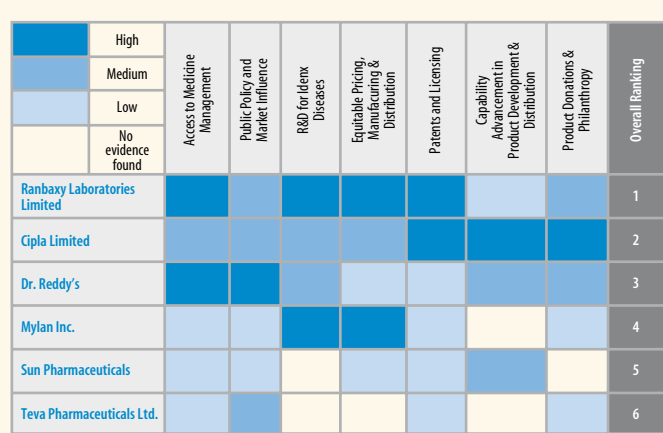 High
Medium
Low
No
evidence
found
Access to Medicine
Management
Public Policy and
Market Influence
R&D for Idenx
Diseases
Equitable Pricing,
Manufacturing &
Distribution
Patents and Licensing
Capability
Advancement in
Product Development &
Distribution
Product Donations &
Philanthropy
Overall Ranking
Ranbaxy Laboratories
Limited
1
Cipla Limited
2
Dr. Reddy's
3
Mylan Inc.
4
Sun Pharmaceuticals
5
Teva Pharmaceuticals Ltd.
6